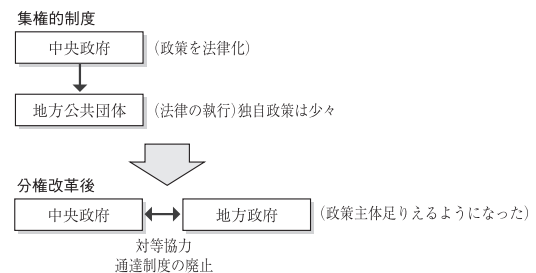 集権的制度
中央政府 (政策を法律化)
地方公共団体 (法律の執行)独自政策は少々
分権改革後
中央政府 地方政府 (政策主体足りえるようになった)
対等協力
通達制度の廃止